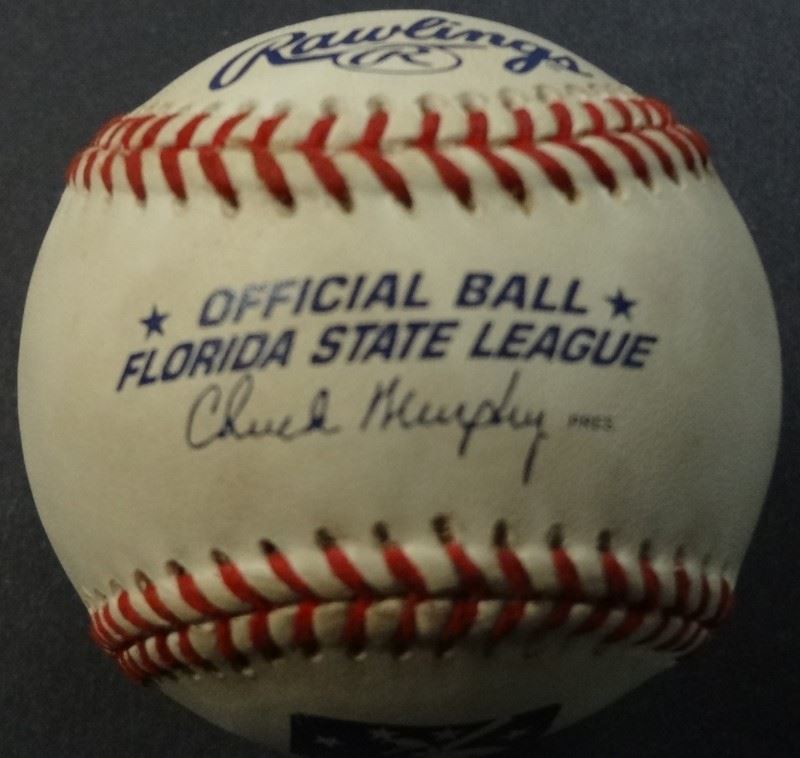 Rawlings
R
OFFICIAL BALL
FLORIDA STATE LEAGUE
Chuck Murphy PRES.